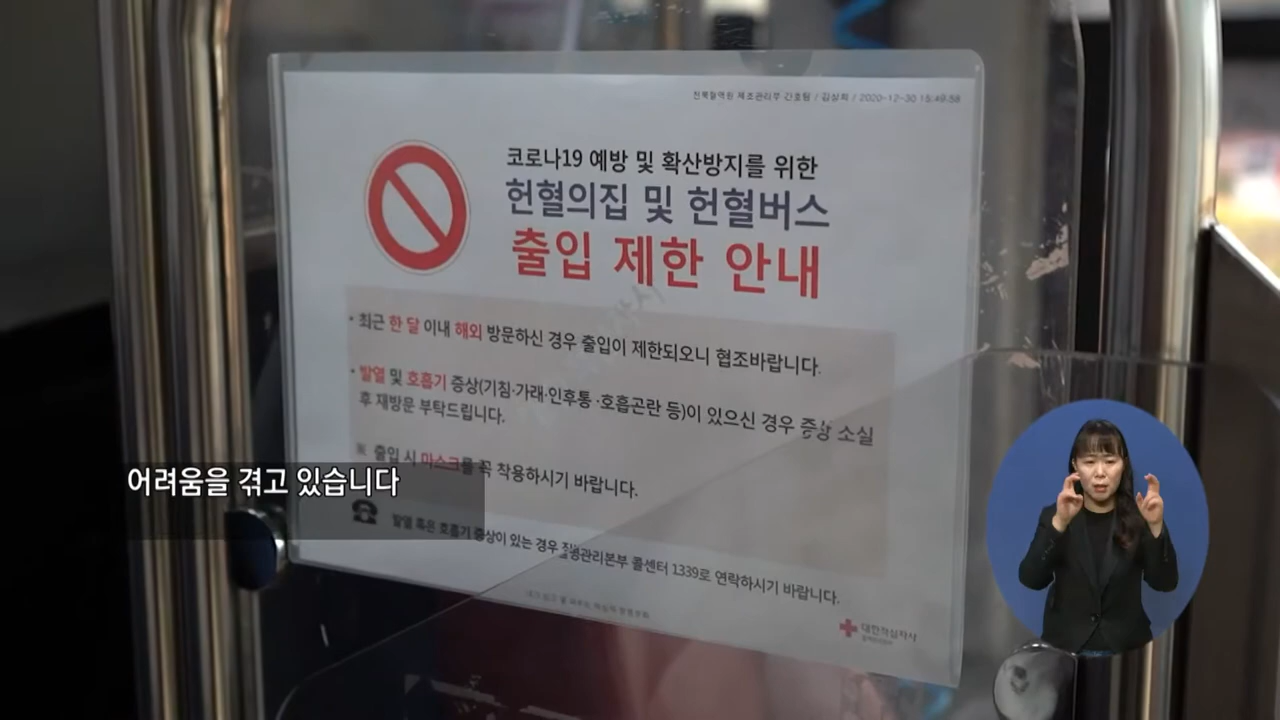 전북혈액원 제조관리부 간호팀 / 김상희 / 2020-12-30 15:49:58
코로나19 예방 및 확산방지를 위한
헌혈의집 및 헌혈버스
출입 제한 안내
• 최근 한 달 이내 해외 방문하신 경우 출입이 제한되오니 협조바랍니다.
• 발열 및 호흡기 증상(기침·가래·인후통·호흡곤란 등)이 있으신 경우 증상 소실
후 재방문 부탁드립니다.
※ 출입 시 마스크를 꼭 착용하시기 바랍니다.
어려움을 겪고 있습니다
☎ 발열 혹은 호흡기 증상이 있는 경우 질병관리본부 콜센터 1339로 연락하시기 바랍니다.
대한적십자사